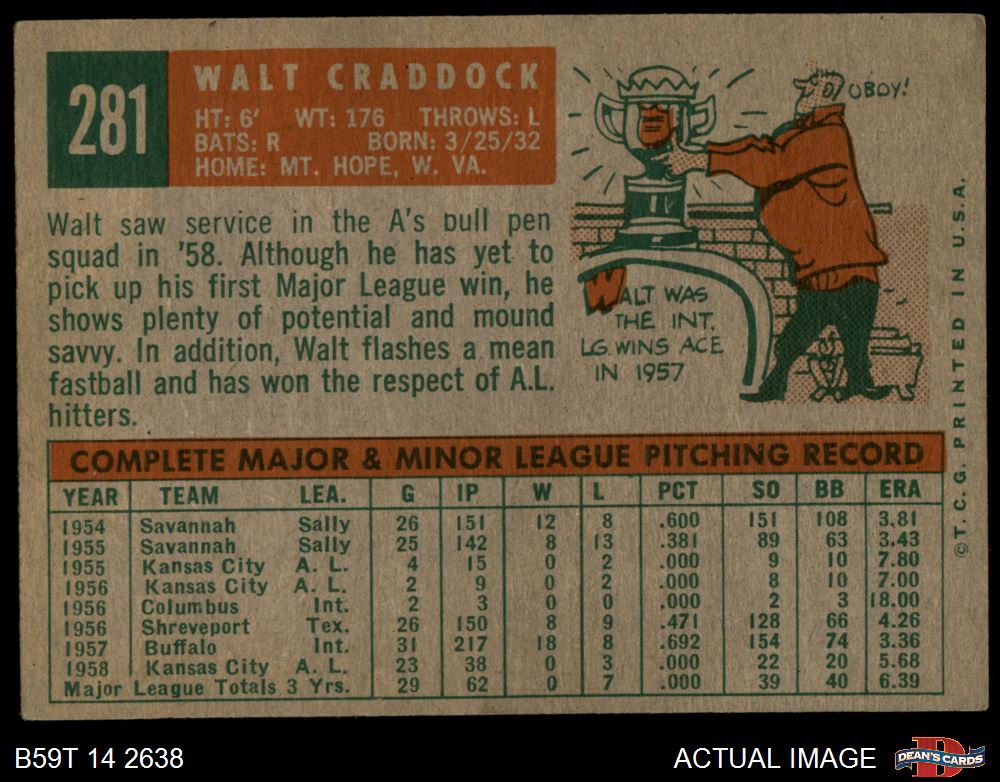 281
WALT CRADDOCK
HT: 6' WT: 176 THROWS: L
BATS: R BORN: 3/25/32
HOME: MT. HOPE, W. VA.
Walt saw service in the A's bull pen
squad in '58. Although he has yet to
pick up his first Major League win, he
shows plenty of potential and mound
savvy. In addition, Walt flashes a mean
fastball and has won the respect of A.L.
hitters.
OBOY!
WALT WAS
THE INT.
LG. WINS ACE
IN 1957
COMPLETE MAJOR & MINOR LEAGUE PITCHING RECORD
YEAR TEAM LEA. G IP W L PCT SO BB ERA
1954 Savannah Sally 26 151 12 8 .600 151 108 3.81
1955 Savannah Sally 25 142 8 13 .381 89 63 3.43
1955 Kansas City A. L. 4 15 0 2 .000 9 10 7.80
1956 Kansas City A. L. 2 9 0 2 .000 8 10 7.00
1956 Columbus Int. 2 3 0 0 .000 2 3 18.00
1956 Shreveport Tex. 26 150 8 9 .471 128 66 4.26
1957 Buffalo Int. 31 217 18 8 .692 154 74 3.36
1958 Kansas City A. L. 23 38 0 3 .000 22 20 5.68
Major League Totals 3 Yrs. 29 62 0 7 .000 39 40 6.39
© T. C. G. PRINTED IN U.S.A.
B59T 14 2638
ACTUAL IMAGE
D
DEAN'S CARDS